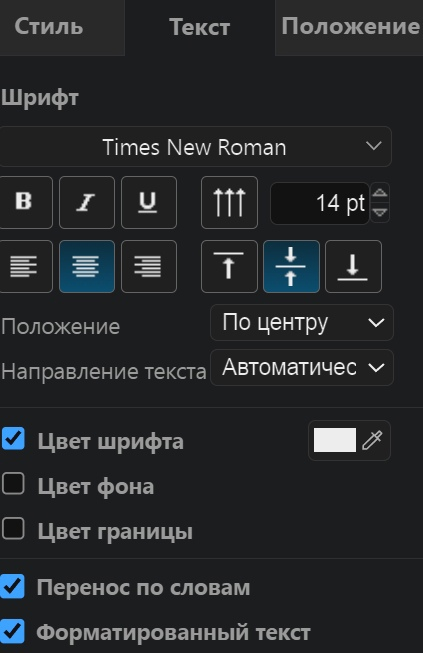 Стиль Текст Положение
Шрифт
Times New Roman
B I U 14 pt
Положение По центру
Направление текста Автоматичес
Цвет шрифта
Цвет фона
Цвет границы
Перенос по словам
Форматированный текст